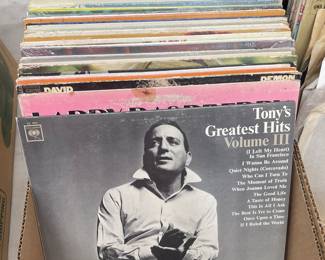 DAVID
DEMON
Tony's
Greatest Hits
Volume III
(I Left My Heart)
In San Francisco
I Wanna Be Around
Quiet Nights (Corcovado)
Who Can I Turn To
The Moment of Truth
When Joanna Loved Me
The Good Life
A Taste of Honey
This Is All I Ask
The Best Is Yet to Come
Once Upon a Time
If I Ruled the World